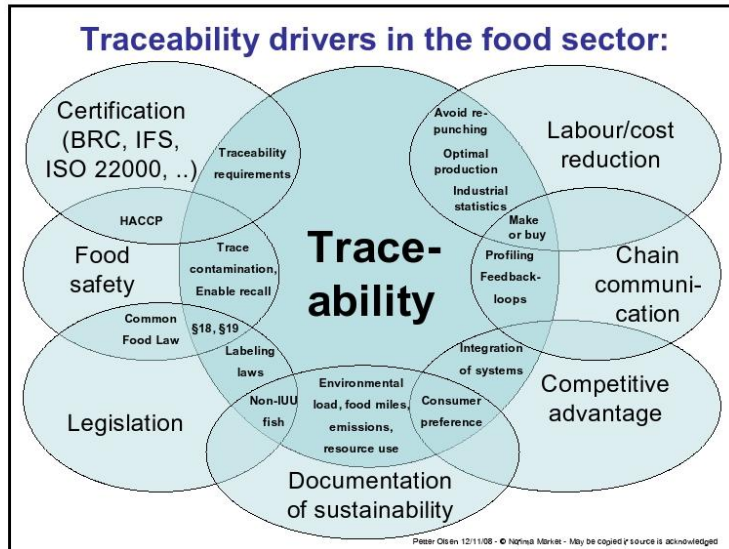 Traceability drivers in the food sector:
Certification
(BRC, IFS,
ISO 22000, ..)
Traceability
requirements
HACCP
Food
safety
Trace
contamination,
Enable recall
Common
Food Law
§18, §19
Labeling
laws
Legislation
Non-IUU
fish
Trace-
ability
Environmental
load, food miles,
emissions,
resource use
Documentation
of sustainability
Consumer
preference
Integration
of systems
Competitive
advantage
Avoid re-
punching
Optimal
production
Industrial
statistics
Labour/cost
reduction
Make
or buy
Profiling
Feedback-
loops
Chain
communi-
cation
Petter Olsen 12/11/08 - © Nofima Market - May be copied if source is acknowledged